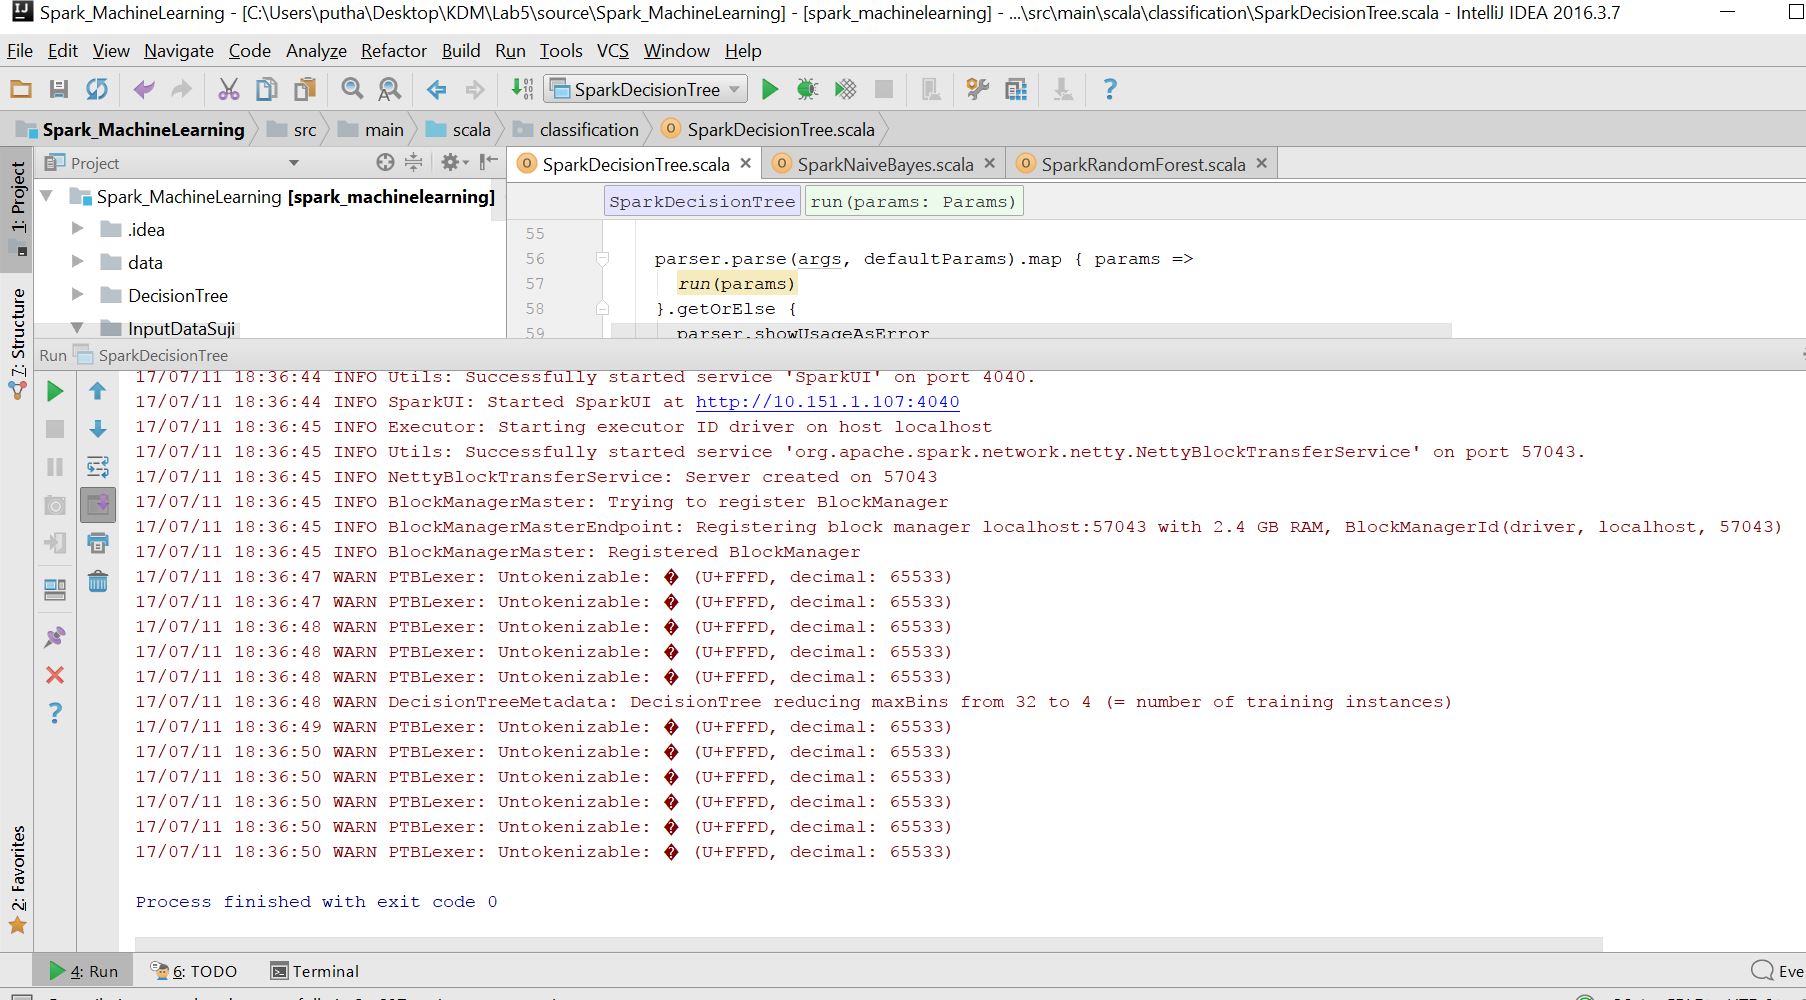 Spark_MachineLearning - [C:\Users\putha\Desktop\KDM\Lab5\source\Spark_MachineLearning] - [spark_machinelearning] - ...\src\main\scala\classification\SparkDecisionTree.scala - IntelliJ IDEA 2016.3.7
File Edit View Navigate Code Analyze Refactor Build Run Tools VCS Window Help
SparkDecisionTree
Spark_MachineLearning src main scala classification SparkDecisionTree.scala
1: Project
7: Structure
2: Favorites
Project
Spark_MachineLearning [spark_machinelearning]
.idea
data
DecisionTree
InputDataSuji
SparkDecisionTree.scala SparkNaiveBayes.scala SparkRandomForest.scala
SparkDecisionTree run(params: Params)
55
56 parser.parse(args, defaultParams).map { params =>
57 run(params)
58 }.getOrElse {
59 parser.showUsageAsError
Run SparkDecisionTree
17/07/11 18:36:44 INFO Utils: Successfully started service 'SparkUI' on port 4040.
17/07/11 18:36:44 INFO SparkUI: Started SparkUI at http://10.151.1.107:4040
17/07/11 18:36:45 INFO Executor: Starting executor ID driver on host localhost
17/07/11 18:36:45 INFO Utils: Successfully started service 'org.apache.spark.network.netty.NettyBlockTransferService' on port 57043.
17/07/11 18:36:45 INFO NettyBlockTransferService: Server created on 57043
17/07/11 18:36:45 INFO BlockManagerMaster: Trying to register BlockManager
17/07/11 18:36:45 INFO BlockManagerMasterEndpoint: Registering block manager localhost:57043 with 2.4 GB RAM, BlockManagerId(driver, localhost, 57043)
17/07/11 18:36:45 INFO BlockManagerMaster: Registered BlockManager
17/07/11 18:36:47 WARN PTBLexer: Untokenizable: � (U+FFFD, decimal: 65533)
17/07/11 18:36:47 WARN PTBLexer: Untokenizable: � (U+FFFD, decimal: 65533)
17/07/11 18:36:48 WARN PTBLexer: Untokenizable: � (U+FFFD, decimal: 65533)
17/07/11 18:36:48 WARN PTBLexer: Untokenizable: � (U+FFFD, decimal: 65533)
17/07/11 18:36:48 WARN PTBLexer: Untokenizable: � (U+FFFD, decimal: 65533)
17/07/11 18:36:48 WARN DecisionTreeMetadata: DecisionTree reducing maxBins from 32 to 4 (= number of training instances)
17/07/11 18:36:49 WARN PTBLexer: Untokenizable: � (U+FFFD, decimal: 65533)
17/07/11 18:36:50 WARN PTBLexer: Untokenizable: � (U+FFFD, decimal: 65533)
17/07/11 18:36:50 WARN PTBLexer: Untokenizable: � (U+FFFD, decimal: 65533)
17/07/11 18:36:50 WARN PTBLexer: Untokenizable: � (U+FFFD, decimal: 65533)
17/07/11 18:36:50 WARN PTBLexer: Untokenizable: � (U+FFFD, decimal: 65533)
17/07/11 18:36:50 WARN PTBLexer: Untokenizable: � (U+FFFD, decimal: 65533)
Process finished with exit code 0
4: Run 6: TODO Terminal Eve